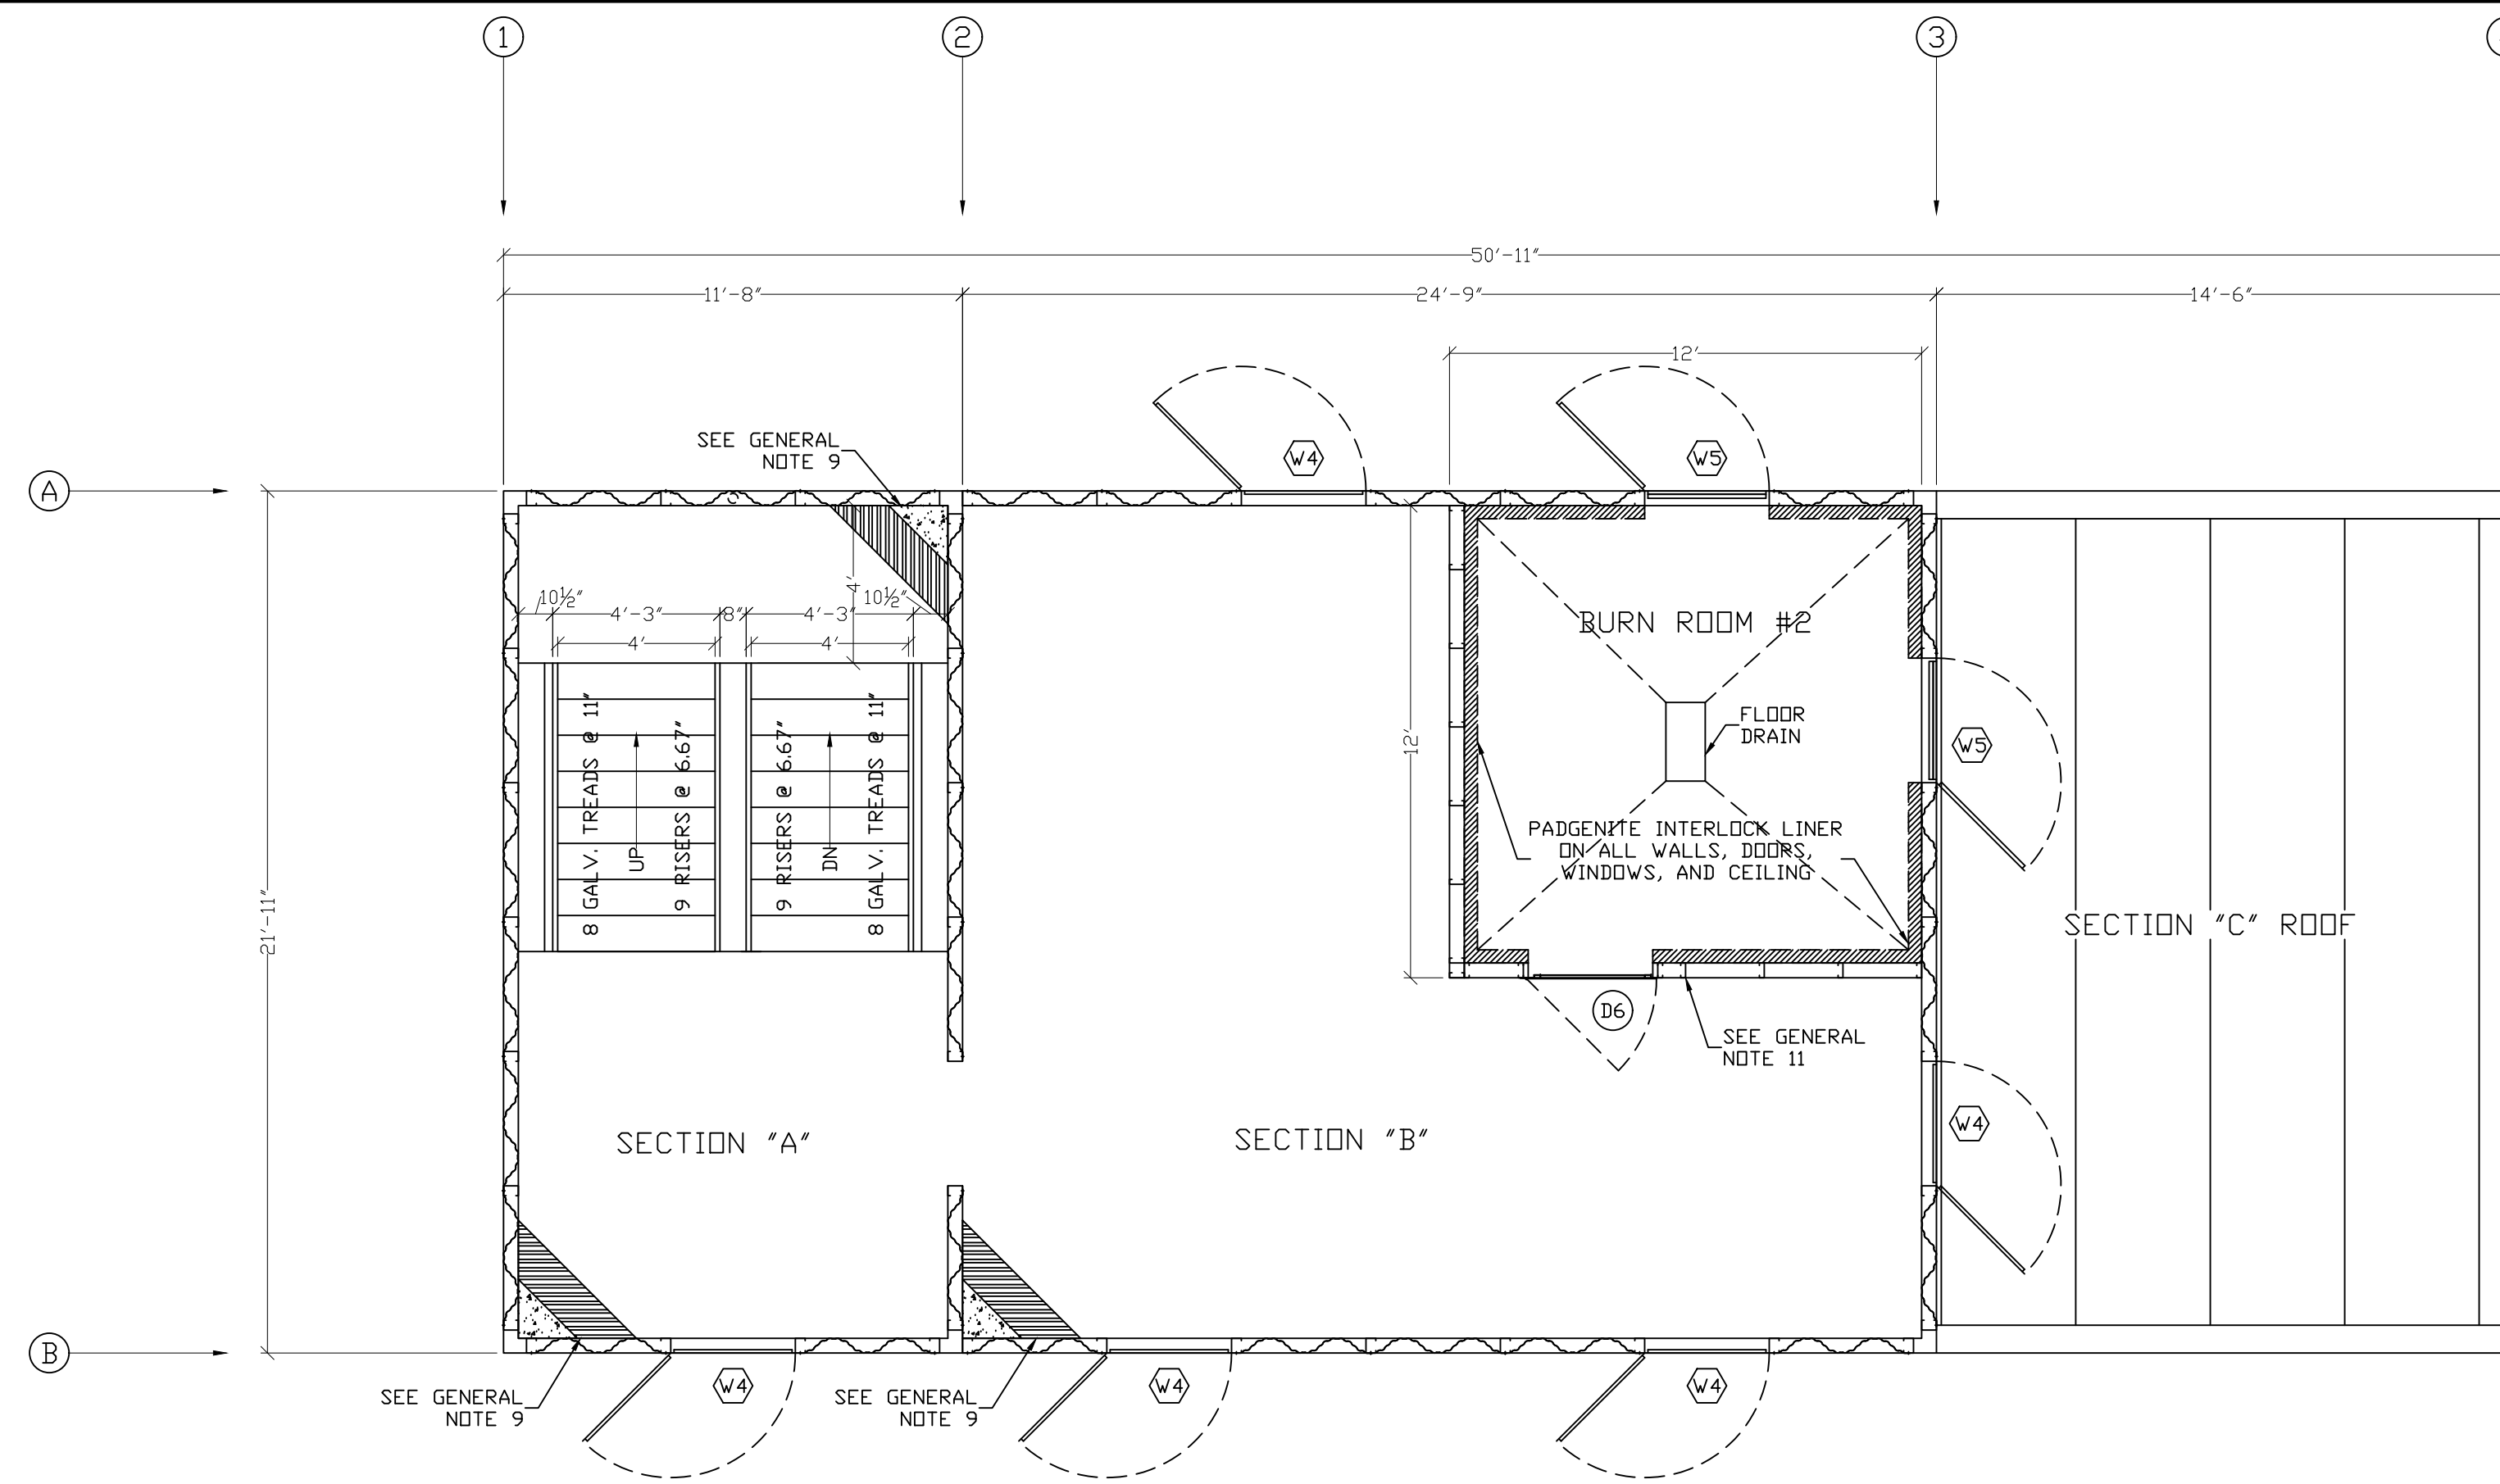 1
2
3
50'-11"
11'-8"
24'-9"
14'-6"
12'
SEE GENERAL
NOTE 9
W4
W5
A
10½"
4'-3"
8"
4'-3"
10½"
4'
4'
4'
BURN ROOM #2
FLOOR
DRAIN
W5
12'
8 GALV. TREADS @ 11"
UP
9 RISERS @ 6.67"
9 RISERS @ 6.67"
DN
8 GALV. TREADS @ 11"
PADGENITE INTERLOCK LINER
ON ALL WALLS, DOORS,
WINDOWS, AND CEILING
21'-11"
SECTION "C" ROOF
D6
SEE GENERAL
NOTE 11
W4
SECTION "A"
SECTION "B"
B
W4
W4
W4
SEE GENERAL
NOTE 9
SEE GENERAL
NOTE 9